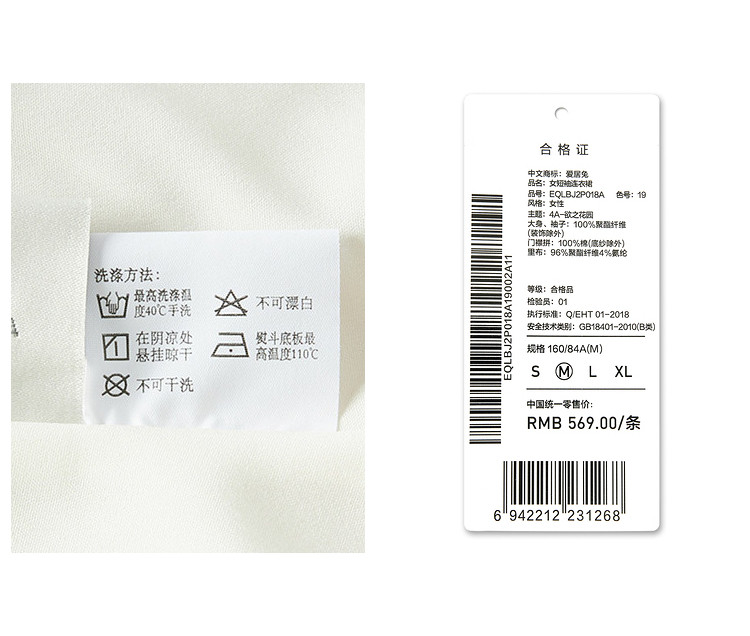 洗涤方法:
最高洗涤温
度40℃手洗
不可漂白
在阴凉处
悬挂晾干
熨斗底板最
高温度110℃
不可干洗
合格证
中文商标: 爱居兔
品名: 女短袖连衣裙
品号: EQLBJ2P018A 色号: 19
风格: 女性
主题: 4A-欲之花园
大身、袖子: 100%聚酯纤维
(装饰除外)
门襟拼: 100%棉(底纱除外)
里布: 96%聚酯纤维4%氨纶
等级: 合格品
检验员: 01
执行标准: Q/EHT 01-2018
安全技术类别: GB18401-2010(B类)
规格 160/84A(M)
S M L XL
中国统一零售价:
RMB 569.00/条
EQLBJ2P018A19002A11
6 942212 231268